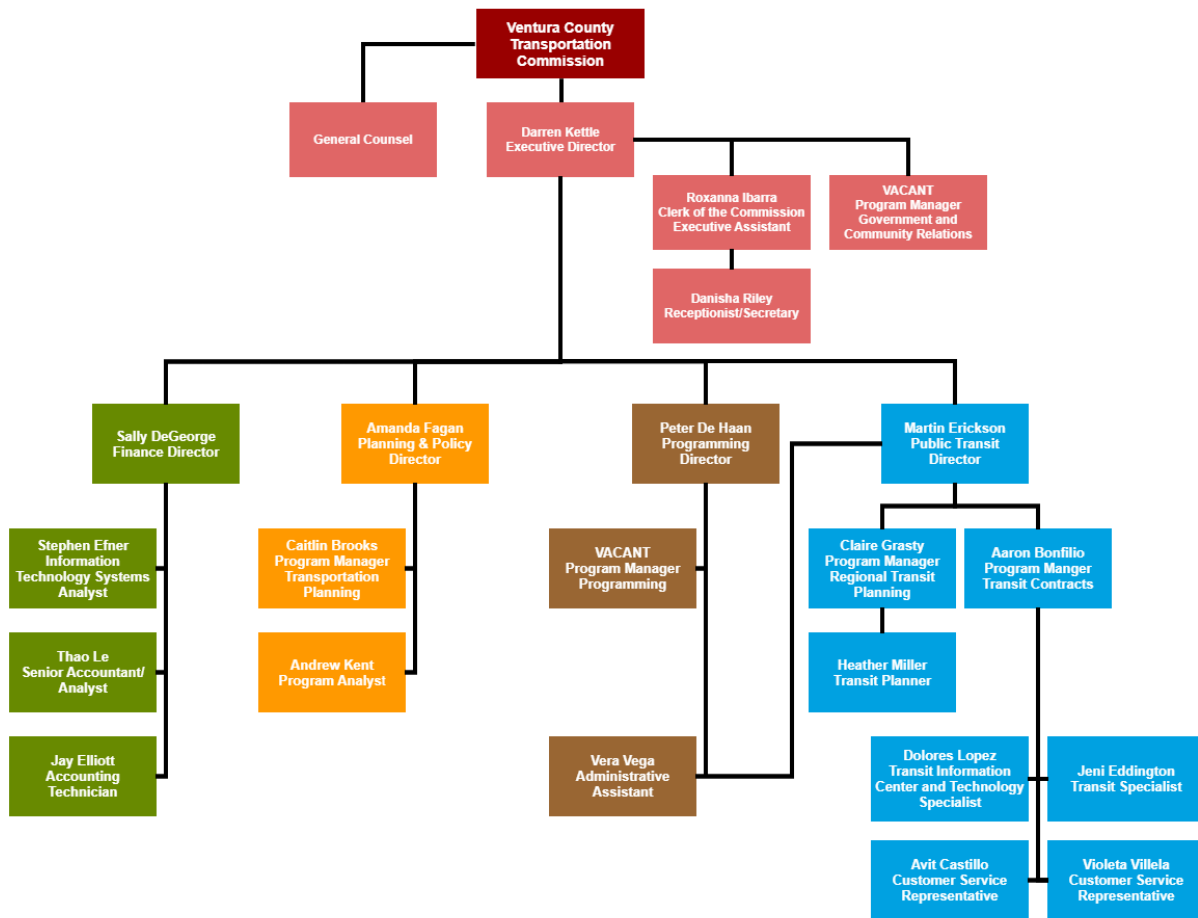 Ventura County
Transportation
Commission
General Counsel
Darren Kettle
Executive Director
Roxanna Ibarra
Clerk of the Commission
Executive Assistant
VACANT
Program Manager
Government and
Community Relations
Danisha Riley
Receptionist/Secretary
Sally DeGeorge
Finance Director
Amanda Fagan
Planning & Policy
Director
Peter De Haan
Programming
Director
Martin Erickson
Public Transit
Director
Stephen Efner
Information
Technology Systems
Analyst
Caitlin Brooks
Program Manager
Transportation
Planning
VACANT
Program Manager
Programming
Claire Grasty
Program Manager
Regional Transit
Planning
Aaron Bonfilio
Program Manger
Transit Contracts
Thao Le
Senior Accountant/
Analyst
Andrew Kent
Program Analyst
Heather Miller
Transit Planner
Jay Elliott
Accounting
Technician
Vera Vega
Administrative
Assistant
Dolores Lopez
Transit Information
Center and Technology
Specialist
Jeni Eddington
Transit Specialist
Avit Castillo
Customer Service
Representative
Violeta Villela
Customer Service
Representative